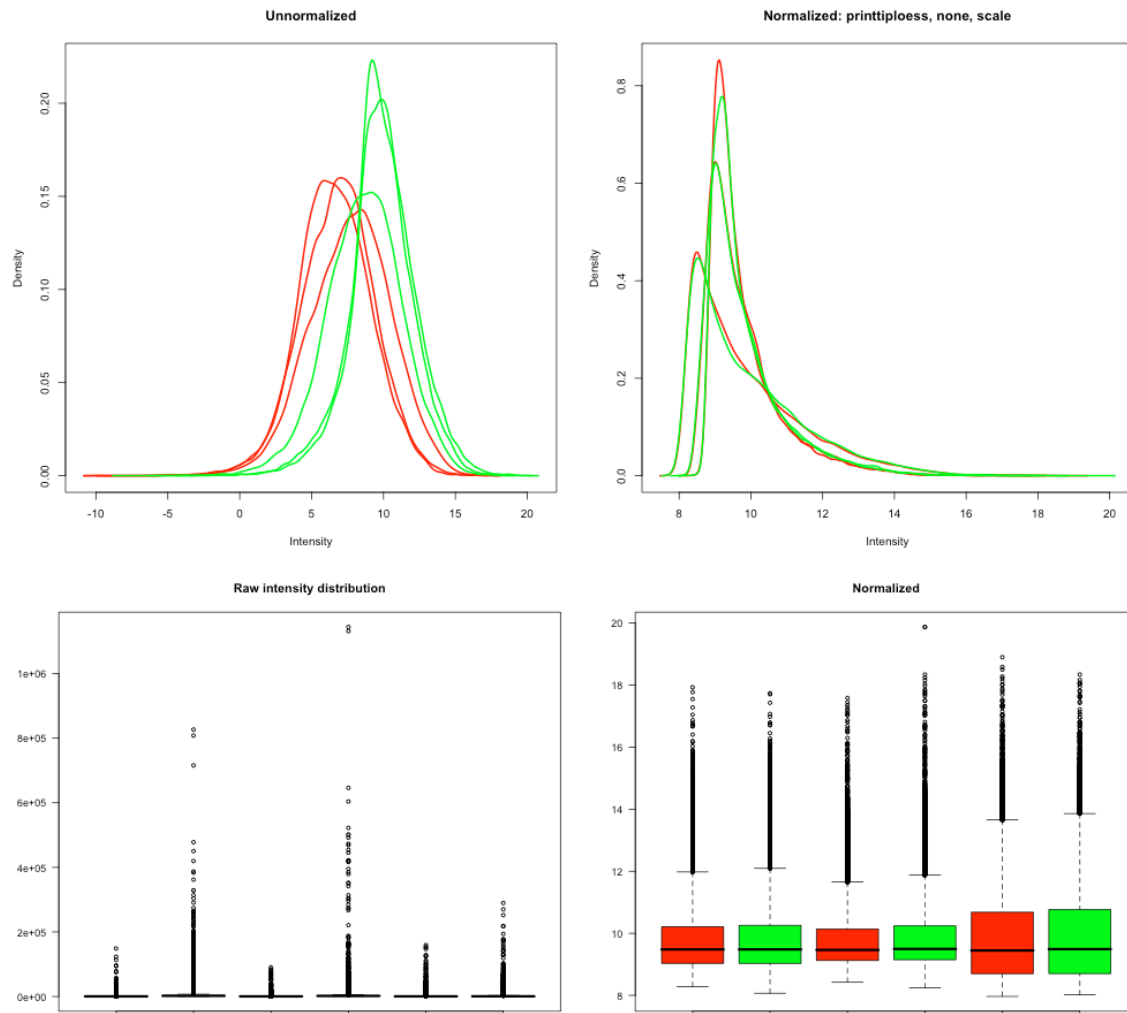 Unnormalized
Density
0.00
0.05
0.10
0.15
0.20
-10 -5 0 5 10 15 20
Intensity
Normalized: printtiploess, none, scale
Density
0.0
0.2
0.4
0.6
0.8
8 10 12 14 16 18 20
Intensity
Raw intensity distribution
1e+06
8e+05
6e+05
4e+05
2e+05
0e+00
Normalized
20
18
16
14
12
10
8